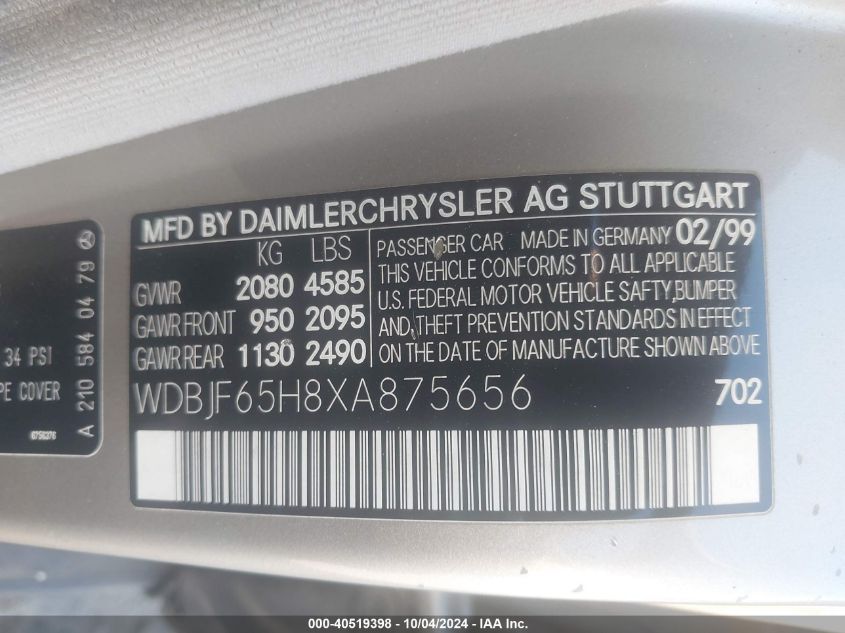 MFD BY DAIMLERCHRYSLER AG STUTTGART
KG LBS
GVWR 2080 4585
GAWR FRONT 950 2095
GAWR REAR 1130 2490
PASSENGER CAR MADE IN GERMANY 02/99
THIS VEHICLE CONFORMS TO ALL APPLICABLE
U.S. FEDERAL MOTOR VEHICLE SAFTY,BUMPER
AND,THEFT PREVENTION STANDARDS IN EFFECT
ON THE DATE OF MANUFACTURE SHOWN ABOVE
WDBJF65H8XA875656 702
34 PSI
COVER
A 210 584 04 79
000-40519398 - 10/04/2024 - IAA Inc.